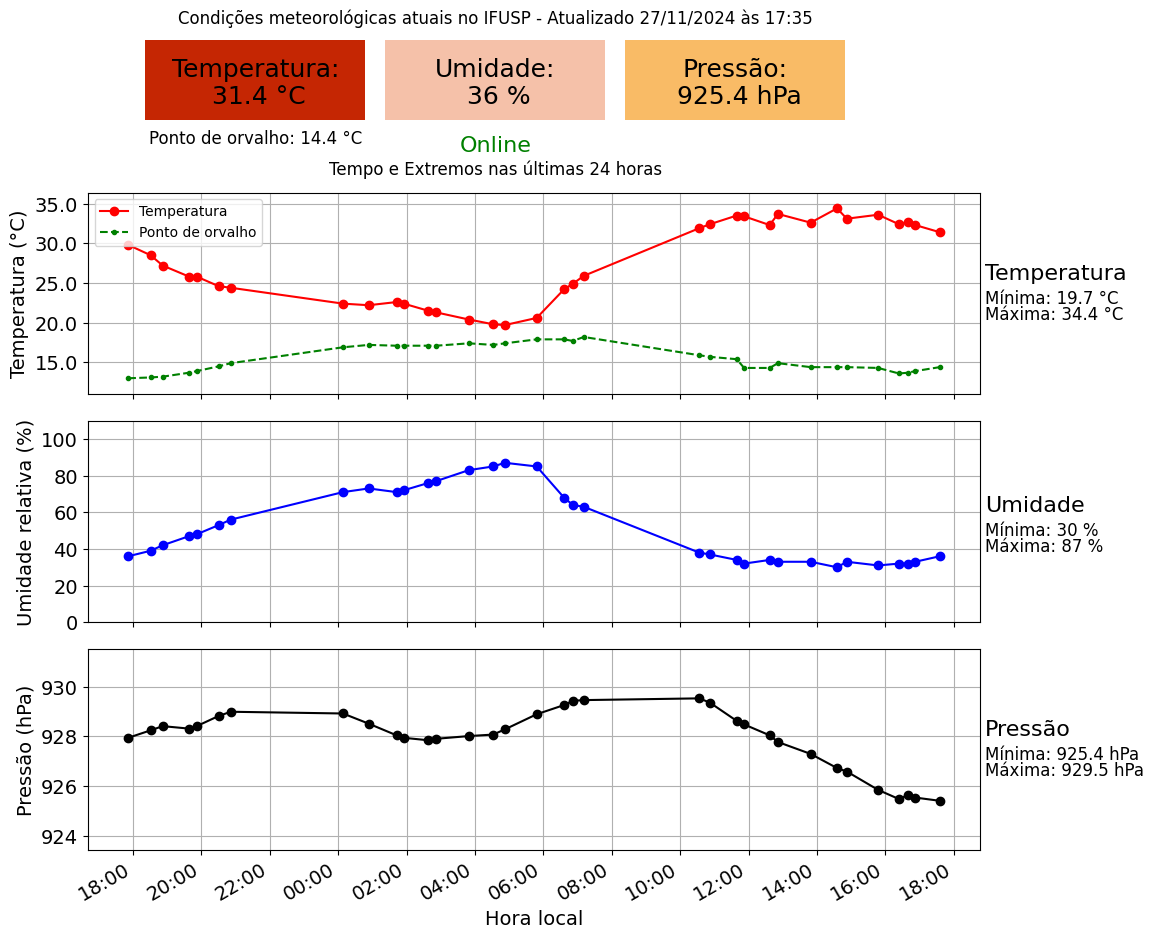 Condições meteorológicas atuais no IFUSP - Atualizado 27/11/2024 às 17:35
Temperatura:
31.4 °C
Umidade:
36 %
Pressão:
925.4 hPa
Ponto de orvalho: 14.4 °C
Online
Tempo e Extremos nas últimas 24 horas
Temperatura (°C)
35.0
30.0
25.0
20.0
15.0
Temperatura
Ponto de orvalho
Temperatura
Mínima: 19.7 °C
Máxima: 34.4 °C
Umidade relativa (%)
100
80
60
40
20
0
Umidade
Mínima: 30 %
Máxima: 87 %
Pressão (hPa)
930
928
926
924
Pressão
Mínima: 925.4 hPa
Máxima: 929.5 hPa
18:00
20:00
22:00
00:00
02:00
04:00
06:00
08:00
10:00
12:00
14:00
16:00
18:00
Hora local